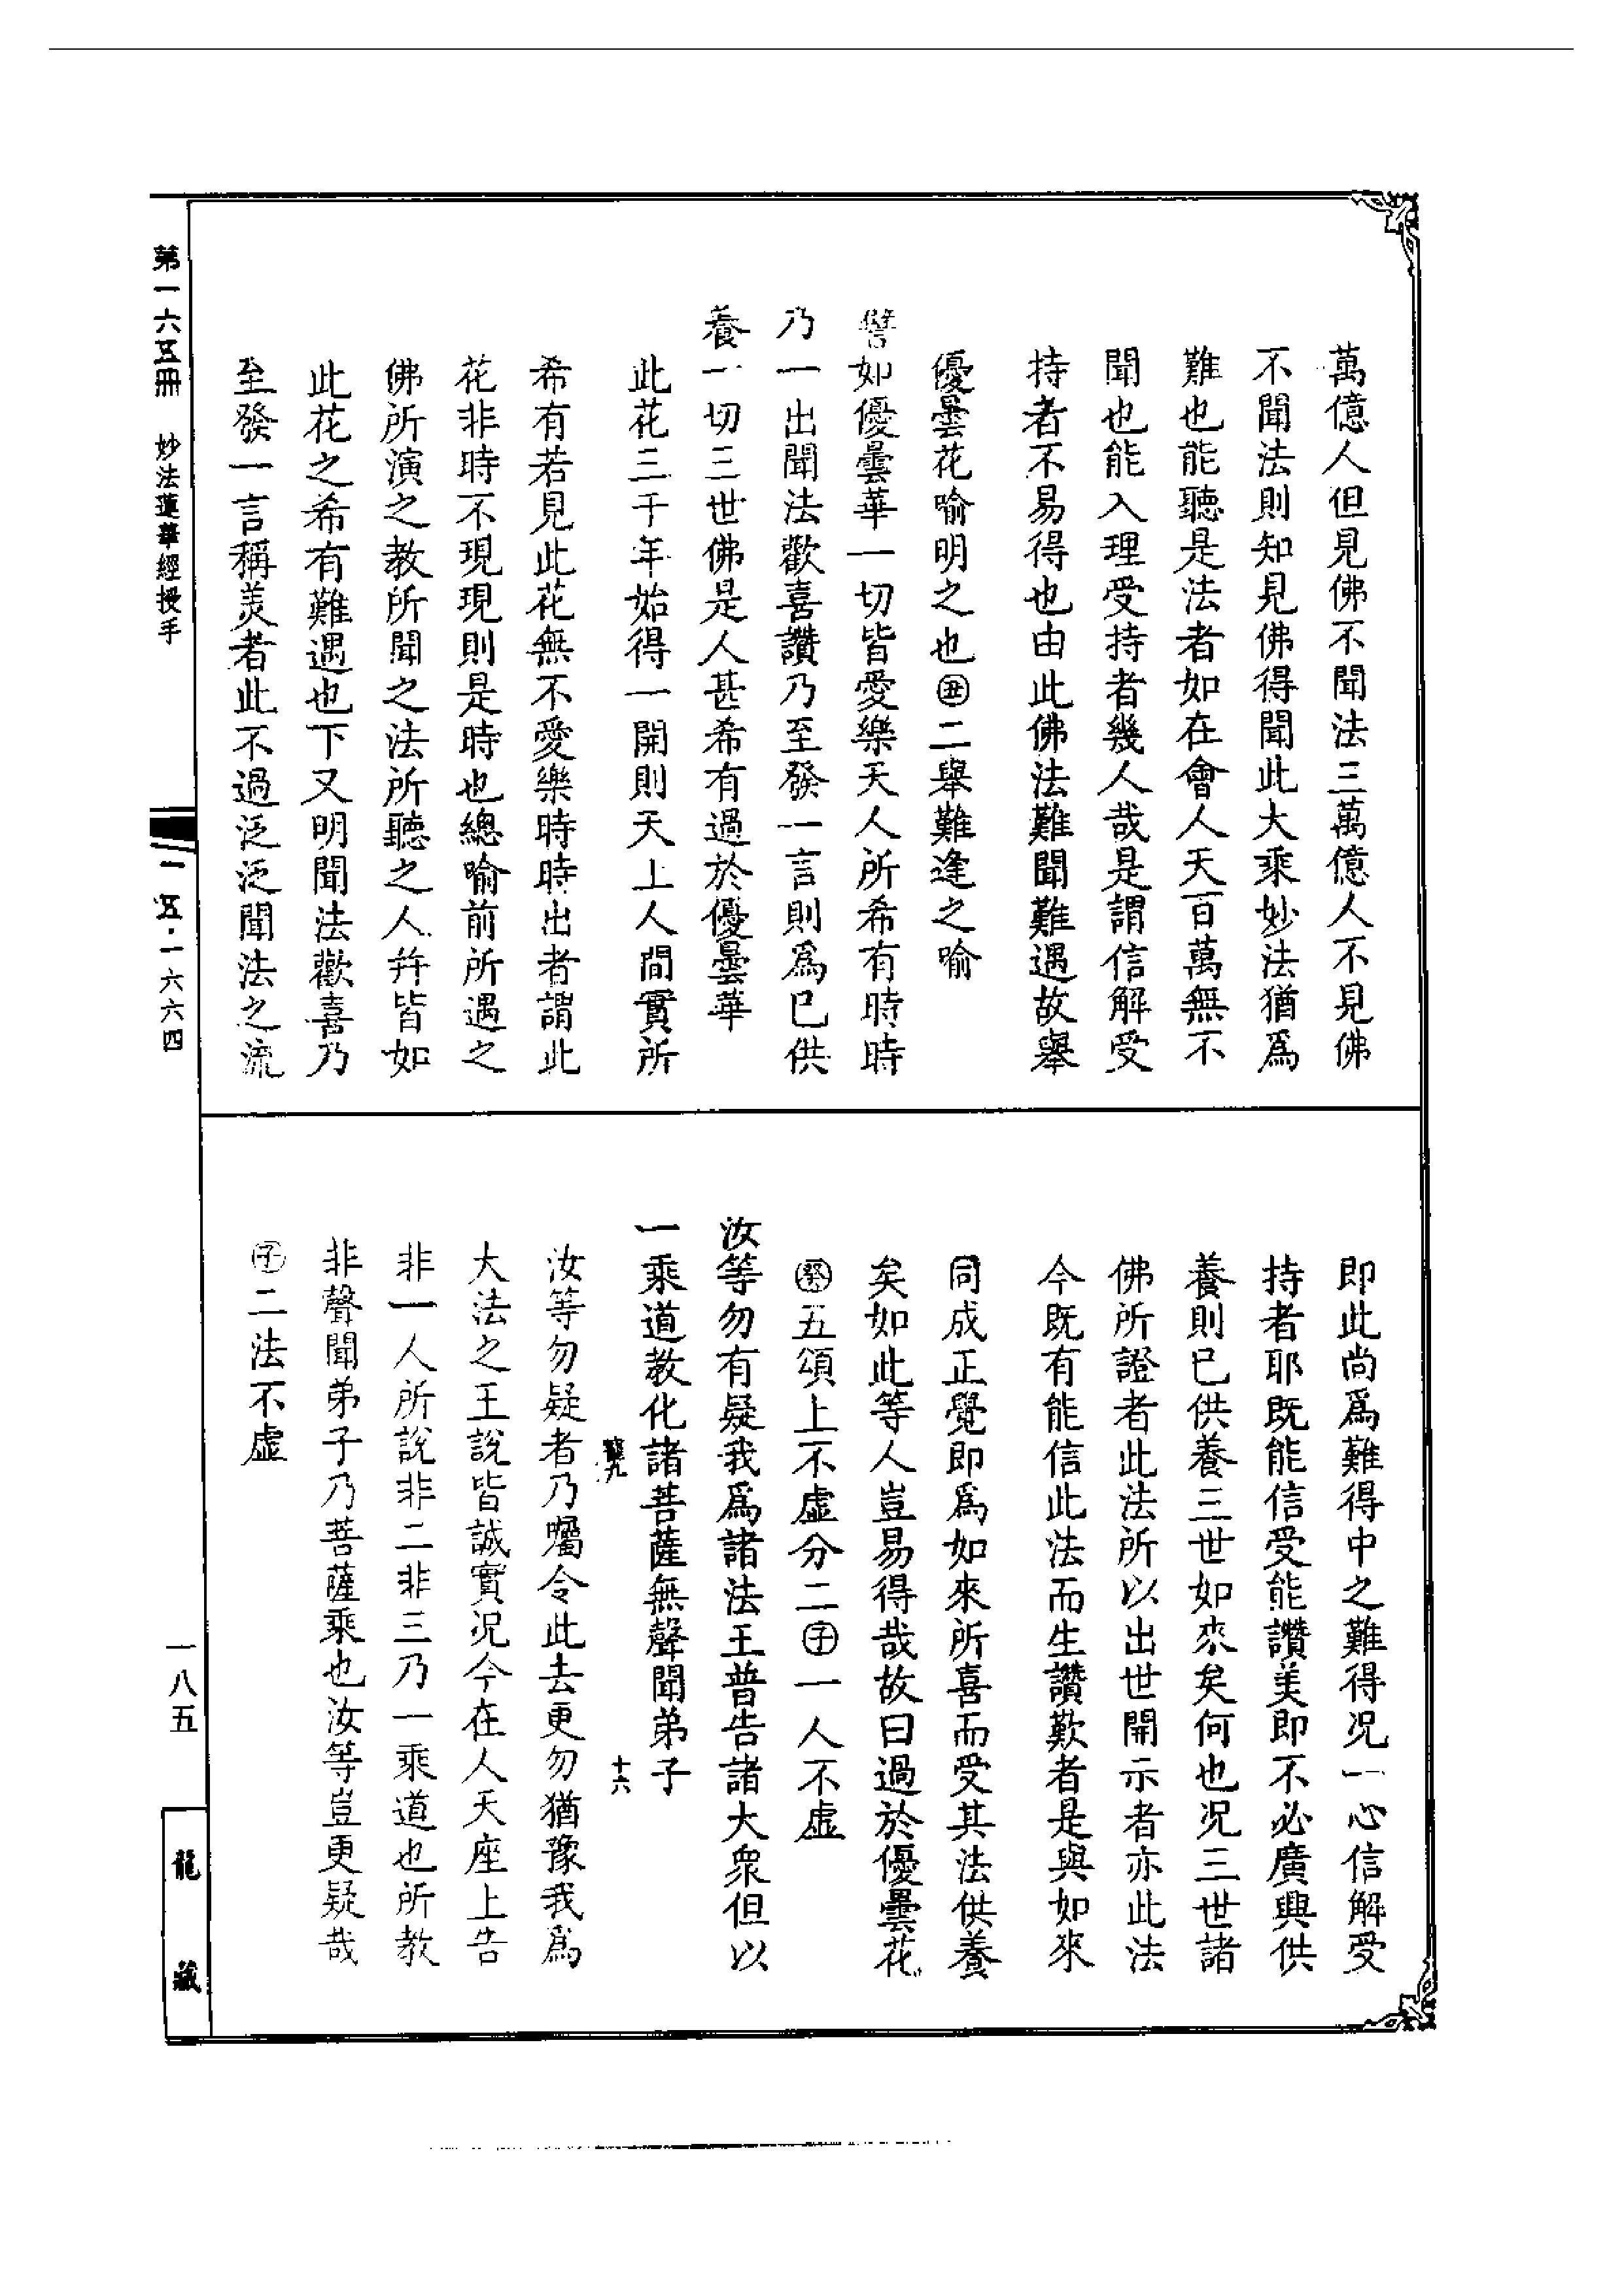 萬億人但見佛不聞法三萬億人不見佛
不聞法則知見佛得聞此大乘妙法猶爲
難也能聽是法者如在會人天百萬無不
聞也能入理受持者幾人哉是謂信解受
持者不易得也由此佛法難聞難遇故舉
優曇花喻明之也㊄二舉難逢之喻
譬如優曇華一切皆愛樂天人所希有時時
乃一出聞法歡喜讚乃至發一言則爲已供
養一切三世佛是人甚希有過於優曇華
此花三千年始得一開則天上人間實所
希有若見此花無不愛樂時時出者謂此
花非時不現現則是時也總喻前所遇之
佛所演之教所聞之法所聽之人幷皆如
此花之希有難遇也下又明聞法歡喜乃
至發一言稱美者此不過泛泛聞法之流
即此尚爲難得中之難得况一心信解受
持者耶既能信受能讚美即不必廣興供
養則已供養三世如來矣何也况三世諸
佛所證者此法所以出世開示者亦此法
今既有能信此法而生讚歎者是與如來
同成正覺即爲如來所喜而受其法供養
矣如此等人豈易得哉故曰過於優曇花
癸五頌上不虛分二子一人不虛
汝等勿有疑我爲諸法王普告諸大衆但以
一乘道教化諸菩薩無聲聞弟子
十六
汝等勿疑者乃囑令此去更勿猶豫我爲
大法之王說皆誠實况今在人天座上告
非一人所說非二非三乃一乘道也所教
非聲聞弟子乃菩薩乘也汝等豈更疑哉
子二法不虛
第一六五冊 妙法蓮華經授手
一五·一六六四
一八五
龍藏